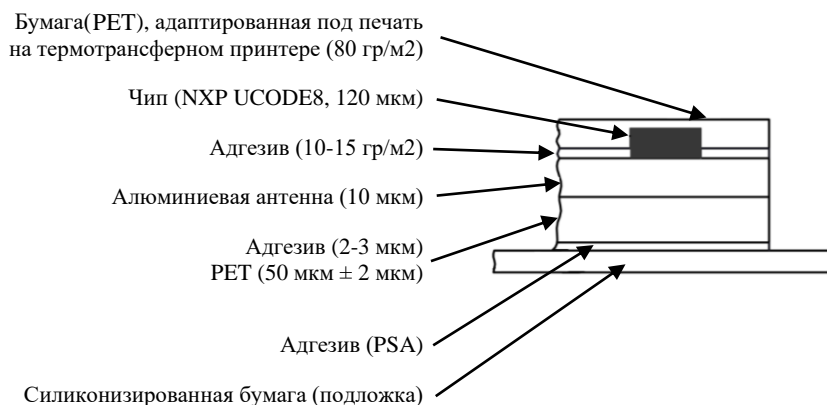 Бумага(PET), адаптированная под печать
на термотрансферном принтере (80 гр/м2)
Чип (NXP UCODE8, 120 мкм)
Адгезив (10-15 гр/м2)
Алюминиевая антенна (10 мкм)
Адгезив (2-3 мкм)
PET (50 мкм ± 2 мкм)
Адгезив (PSA)
Силиконизированная бумага (подложка)